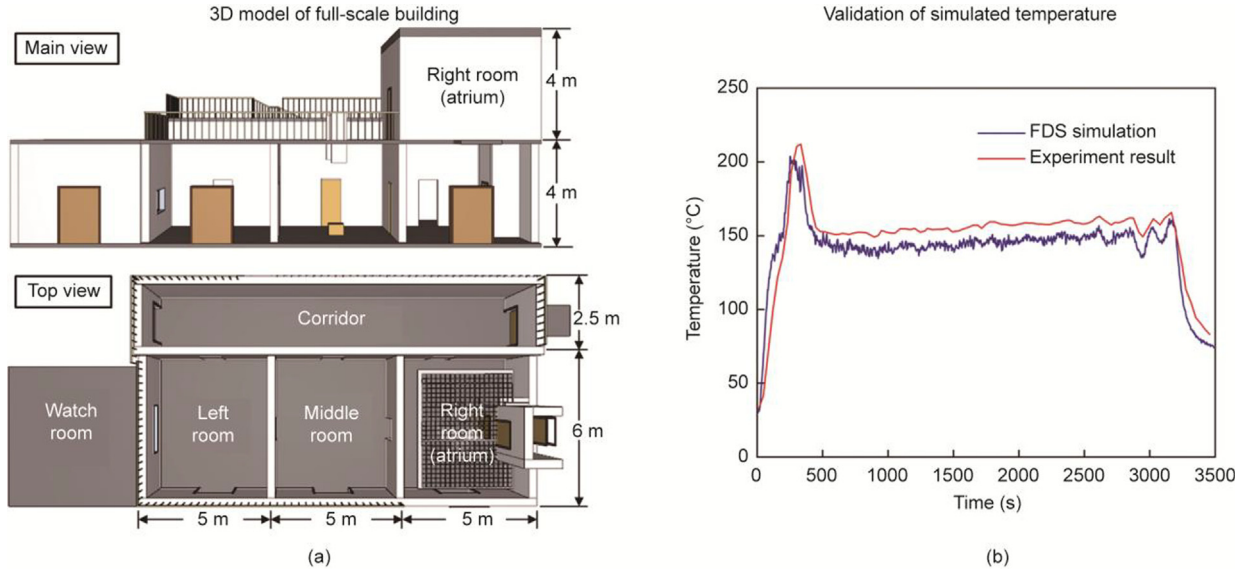 3D model of full-scale building
Main view
Right room
(atrium)
4 m
4 m
Top view
Corridor
2.5 m
Watch
room
Left
room
Middle
room
Right
room
(atrium)
6 m
5 m
5 m
5 m
(a)
Validation of simulated temperature
250
200
150
100
50
0
Temperature (°C)
FDS simulation
Experiment result
0
500
1000
1500
2000
2500
3000
3500
Time (s)
(b)